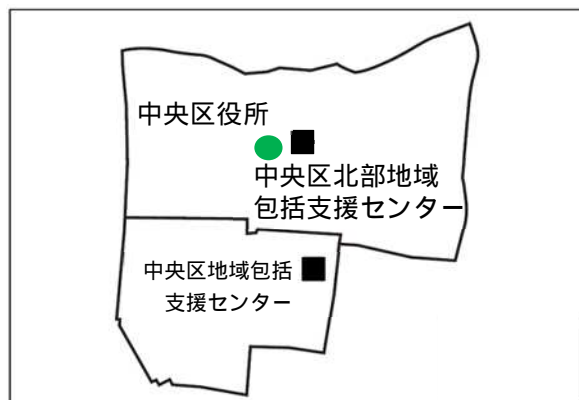 中央区役所
中央区北部地域
包括支援センター
中央区地域包括
支援センター